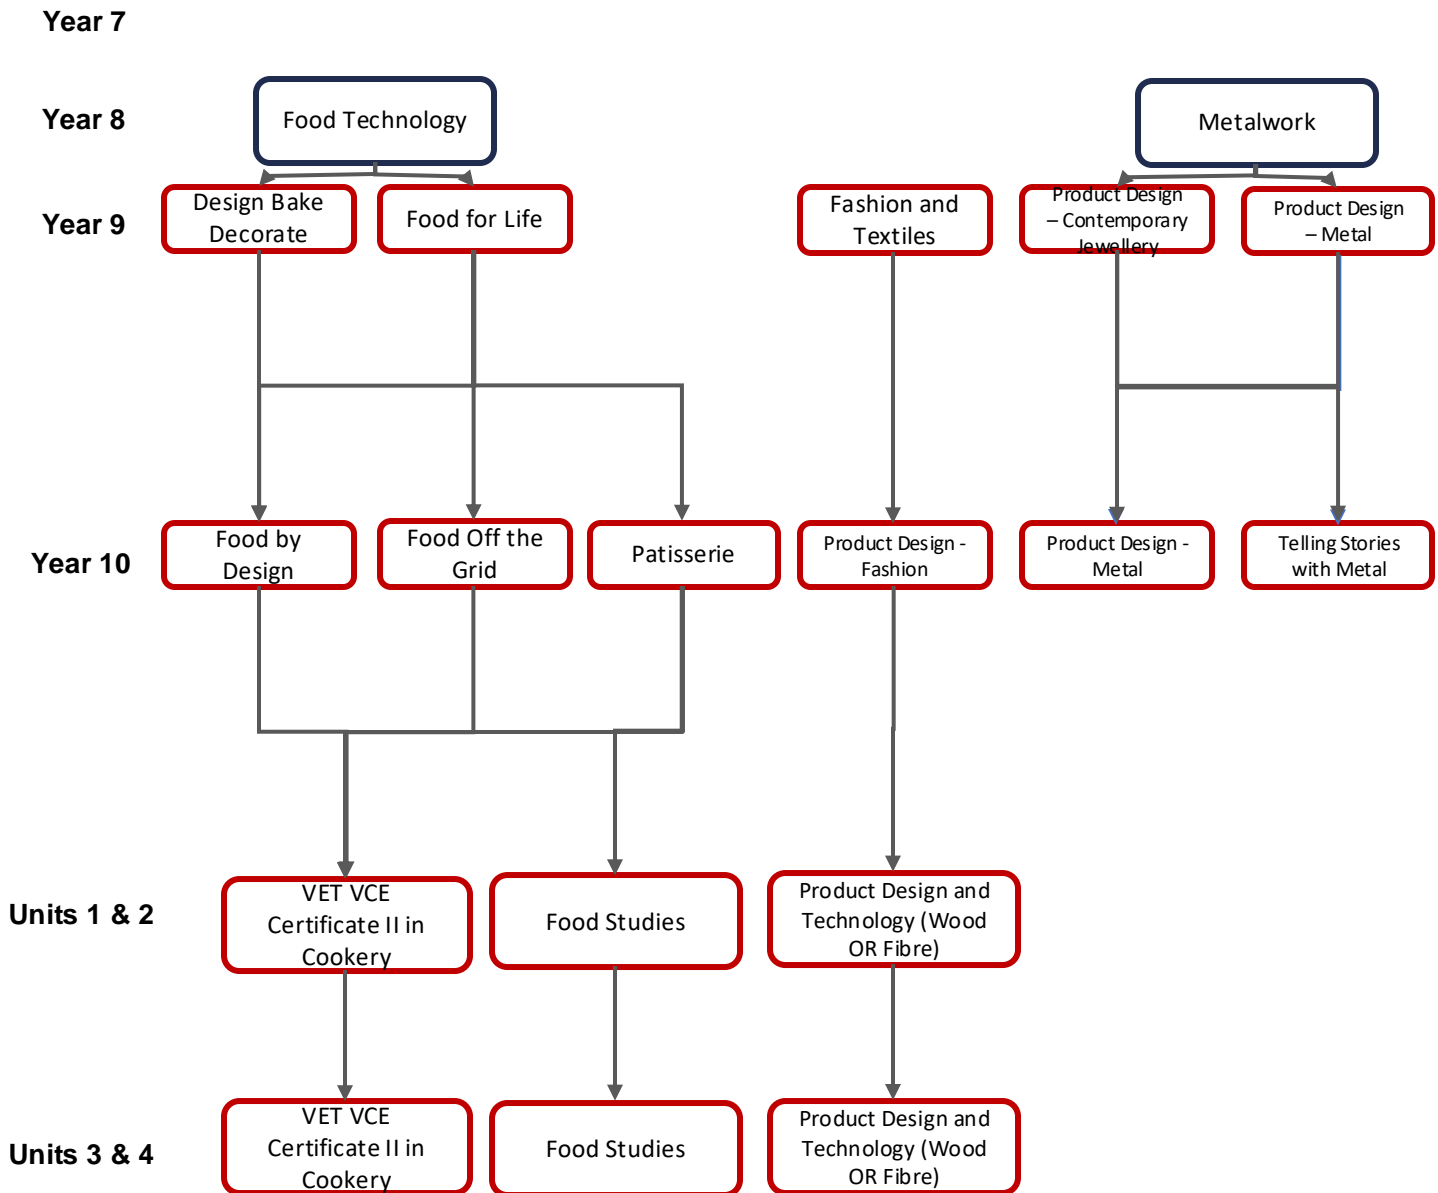 Year 7
Year 8
Food Technology
Metalwork
Year 9
Design Bake
Decorate
Food for Life
Fashion and
Textiles
Product Design
– Contemporary
Jewellery
Product Design
– Metal
Year 10
Food by
Design
Food Off the
Grid
Patisserie
Product Design -
Fashion
Product Design -
Metal
Telling Stories
with Metal
Units 1 & 2
VET VCE
Certificate II in
Cookery
Food Studies
Product Design and
Technology (Wood
OR Fibre)
Units 3 & 4
VET VCE
Certificate II in
Cookery
Food Studies
Product Design and
Technology (Wood
OR Fibre)